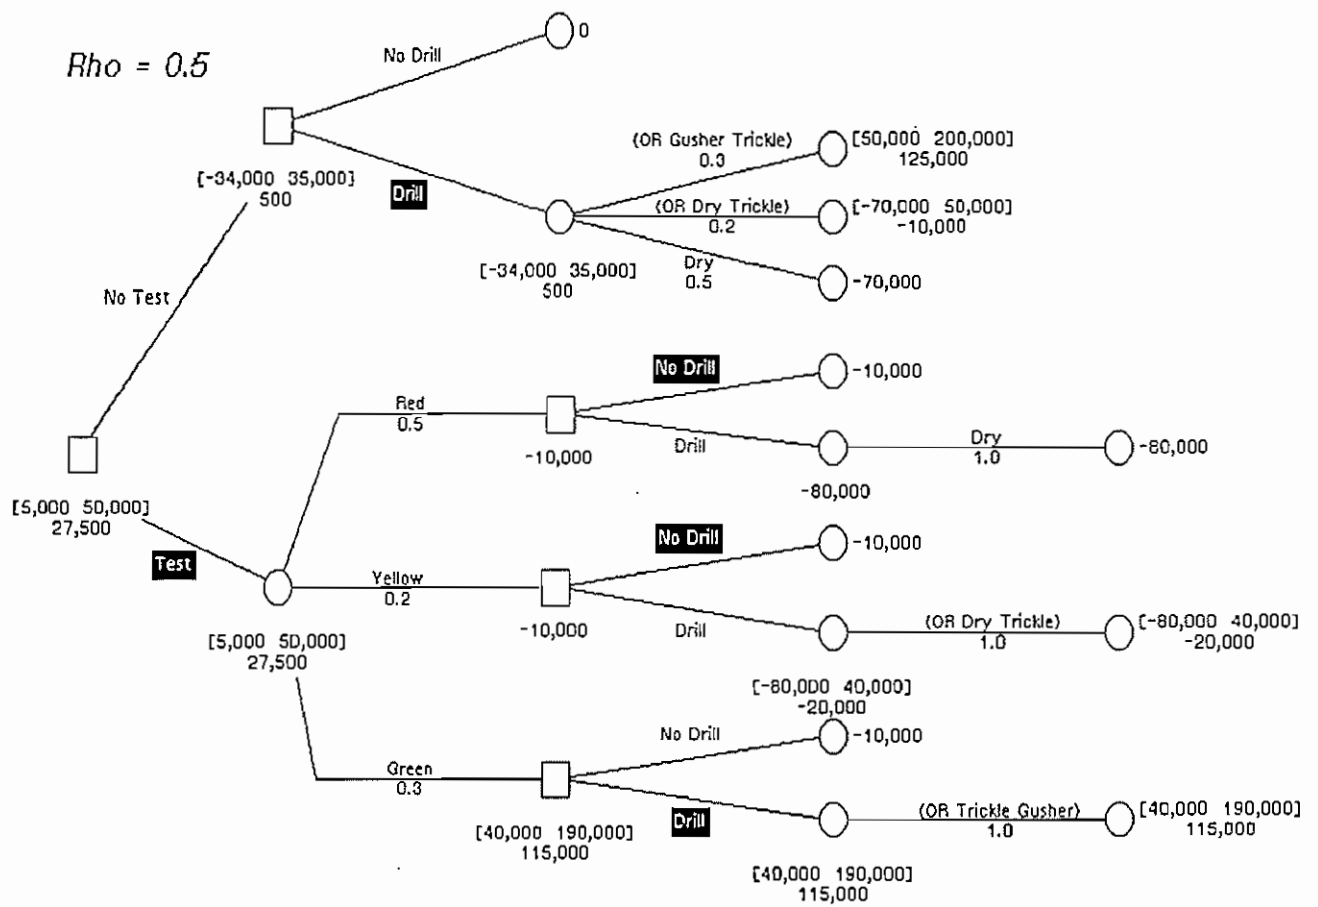 Rho = 0.5
No Drill
0
(OR Gusher Trickle)
0.3
[50,000 200,000]
125,000
[-34,000 35,000]
500
Drill
(OR Dry Trickle)
0.2
[-70,000 50,000]
-10,000
[-34,000 35,000]
500
Dry
0.5
-70,000
No Test
No Drill
-10,000
Red
0.5
-10,000
Drill
Dry
1.0
-80,000
-80,000
[5,000 50,000]
27,500
Test
No Drill
-10,000
Yellow
0.2
-10,000
Drill
(OR Dry Trickle)
1.0
[-80,000 40,000]
-20,000
[5,000 50,000]
27,500
[-80,000 40,000]
-20,000
No Drill
-10,000
Green
0.3
[40,000 190,000]
115,000
Drill
(OR Trickle Gusher)
1.0
[40,000 190,000]
115,000
[40,000 190,000]
115,000